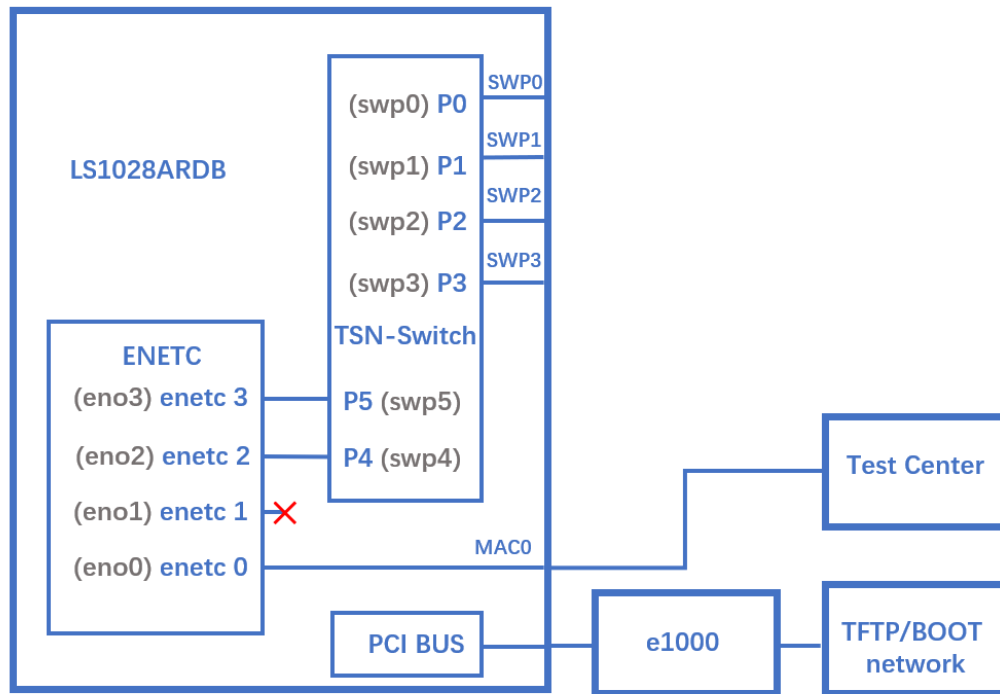 SWP0
(swp0) P0
SWP1
(swp1) P1
LS1028ARDB
SWP2
(swp2) P2
SWP3
(swp3) P3
TSN-Switch
ENETC
(eno3) enetc 3
P5 (swp5)
(eno2) enetc 2
P4 (swp4)
Test Center
(eno1) enetc 1
MAC0
(eno0) enetc 0
PCI BUS
e1000
TFTP/BOOT
network